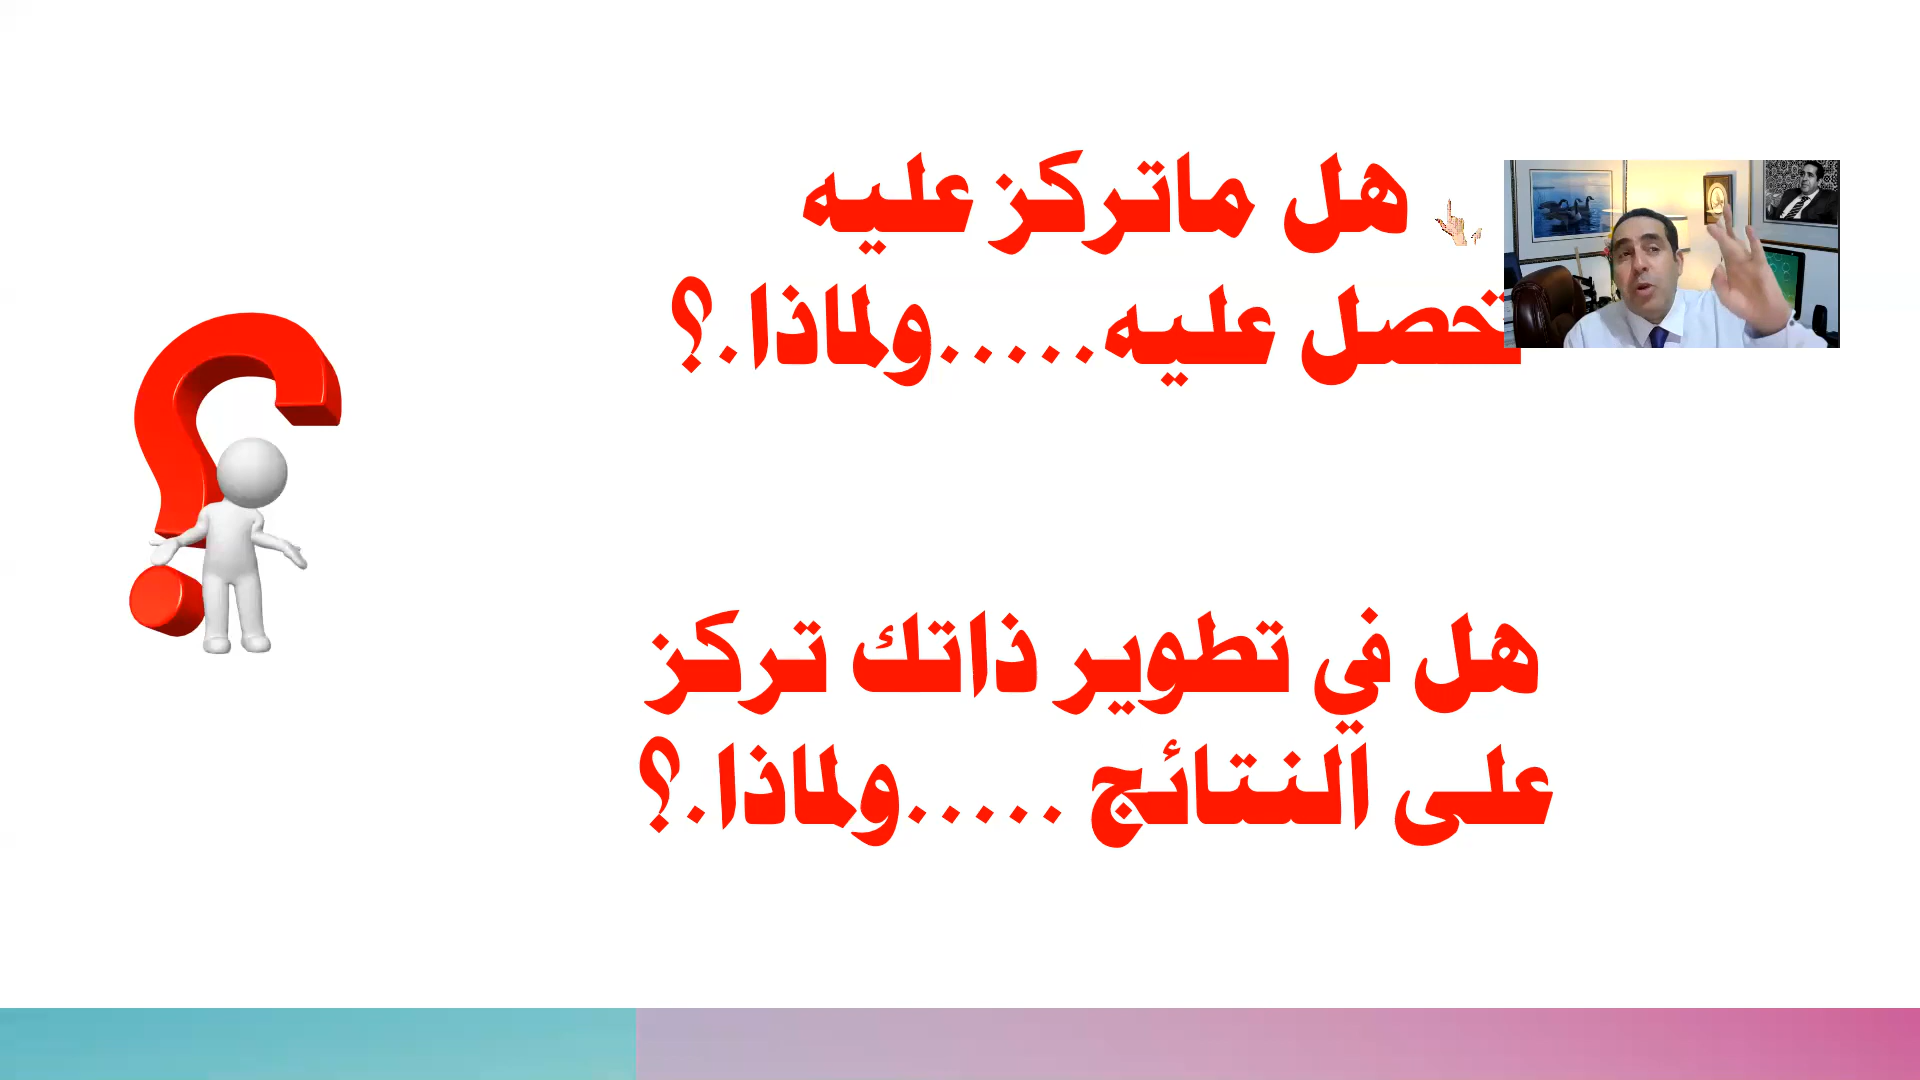 هل ماتركز عليه
تحصل عليه.....ولماذا.؟
هل في تطوير ذاتك تركز
على النتائج .....ولماذا.؟